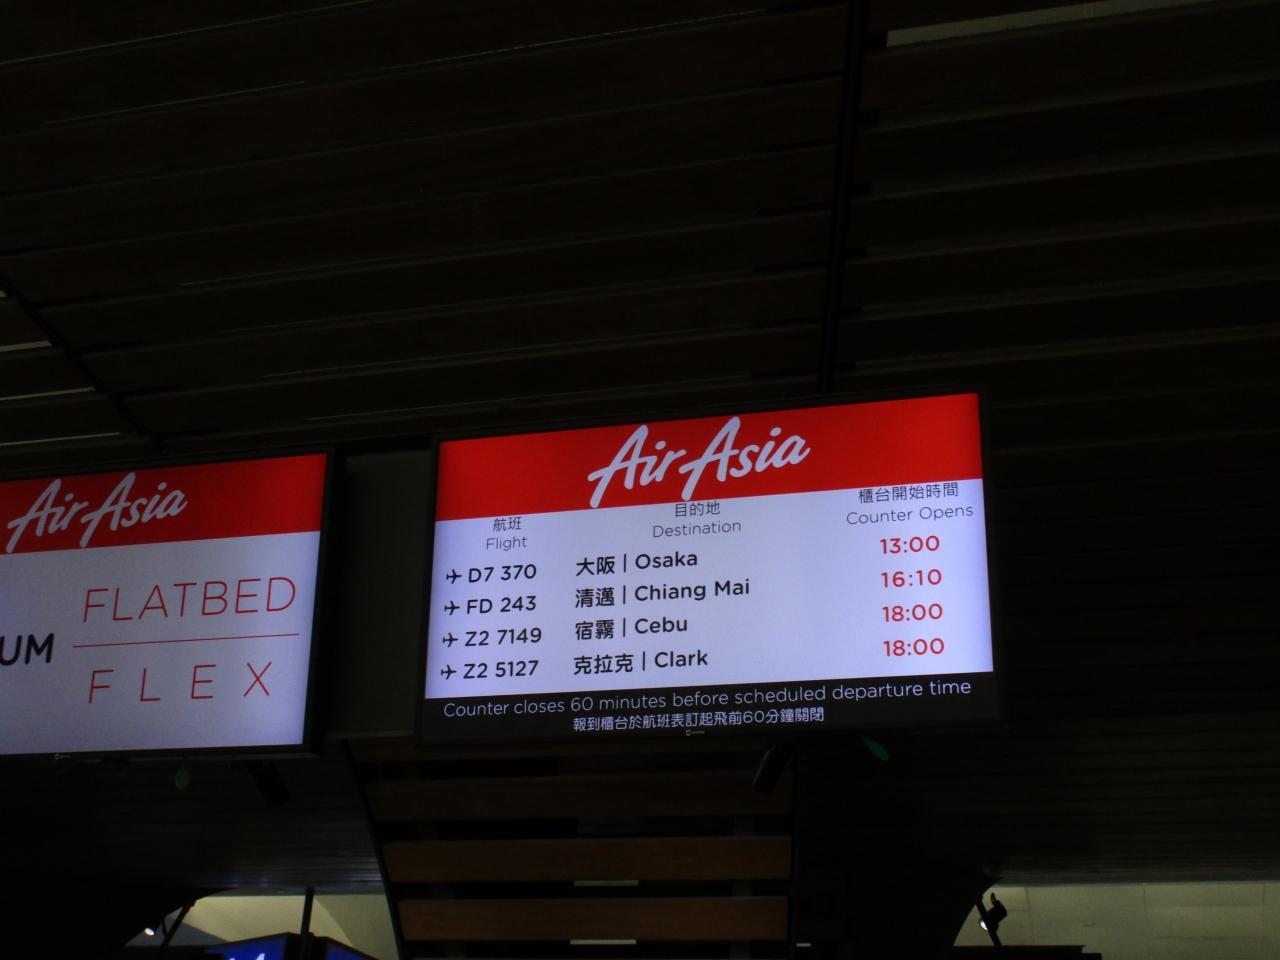 AirAsia
UM
FLATBED
FLEX
AirAsia
航班 目的地 櫃台開始時間
Flight Destination Counter Opens
D7 370 大阪 | Osaka 13:00
FD 243 清邁 | Chiang Mai 16:10
Z2 7149 宿霧 | Cebu 18:00
Z2 5127 克拉克 | Clark 18:00
Counter closes 60 minutes before scheduled departure time
報到櫃台於航班表訂起飛前60分鐘關閉